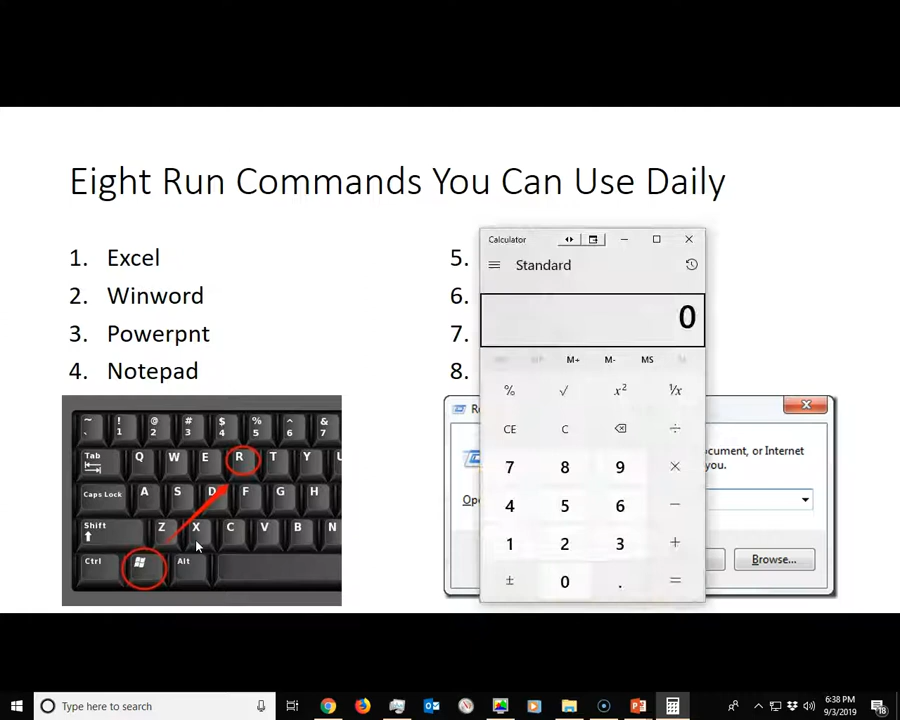 Eight Run Commands You Can Use Daily
1. Excel
2. Winword
3. Powerpnt
4. Notepad
5.
6.
7.
8.
Calculator
Standard
0
M+ M- MS
% √ x² ¹/x
CE C ÷
7 8 9 ×
4 5 6 −
1 2 3 +
± 0 . =
~ ! @ # $ % ^ &
` 1 2 3 4 5 6 7
Tab Q W E R T Y U
Caps Lock A S D F G H
Shift Z X C V B N
Ctrl Alt
ocument, or Internet
you.
Browse...
Type here to search
6:38 PM
9/3/2019
18